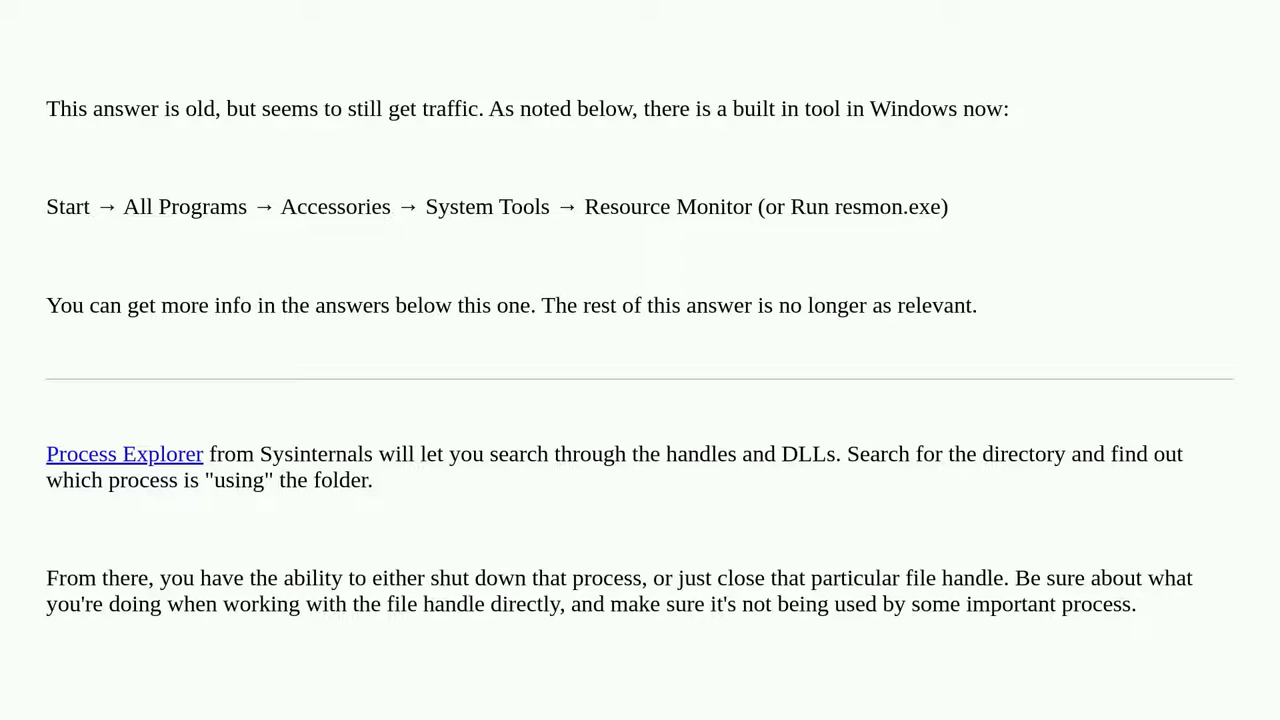 This answer is old, but seems to still get traffic. As noted below, there is a built in tool in Windows now:
Start → All Programs → Accessories → System Tools → Resource Monitor (or Run resmon.exe)
You can get more info in the answers below this one. The rest of this answer is no longer as relevant.
Process Explorer from Sysinternals will let you search through the handles and DLLs. Search for the directory and find out
which process is "using" the folder.
From there, you have the ability to either shut down that process, or just close that particular file handle. Be sure about what
you're doing when working with the file handle directly, and make sure it's not being used by some important process.